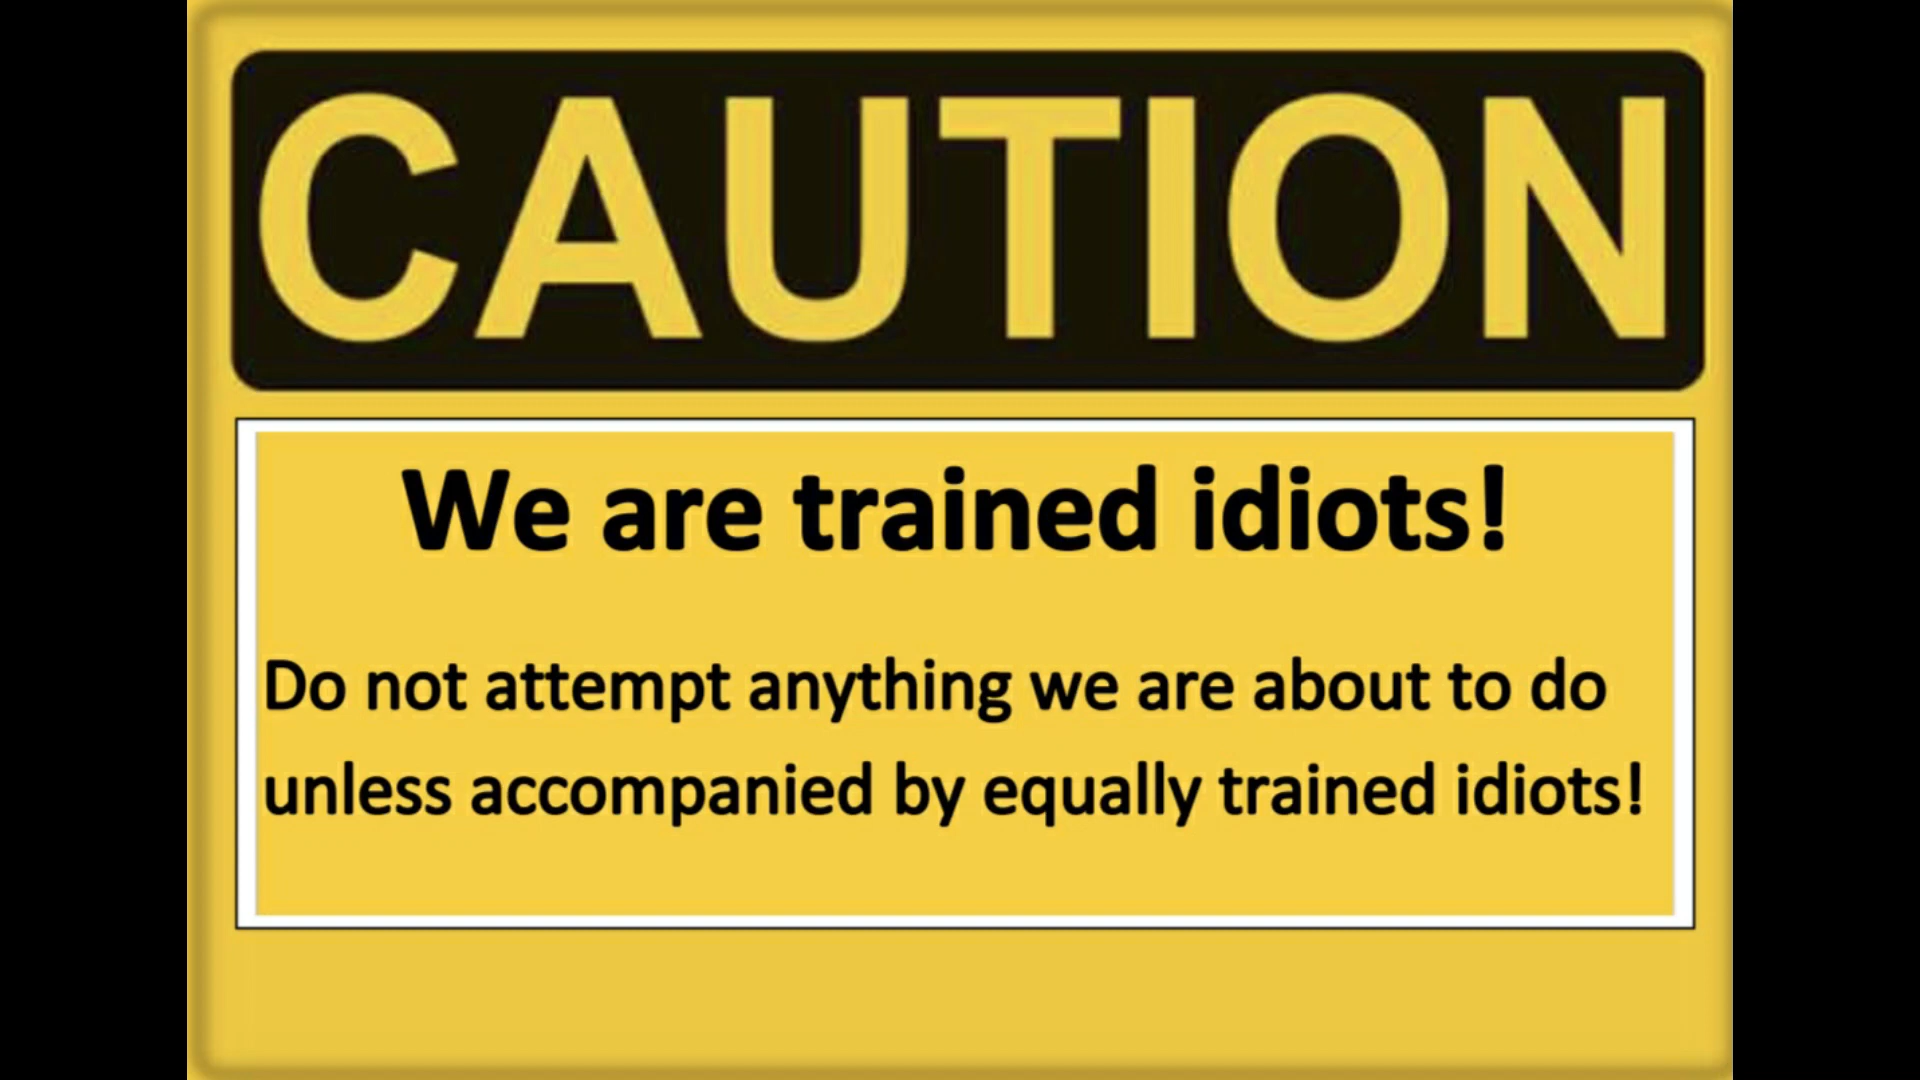 CAUTION
We are trained idiots!
Do not attempt anything we are about to do
unless accompanied by equally trained idiots!